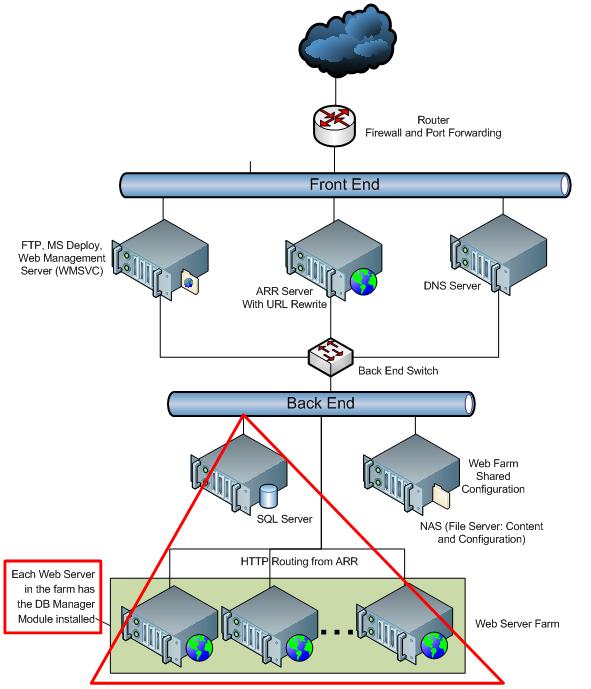 Router
Firewall and Port Forwarding
Front End
FTP, MS Deploy,
Web Management
Server (WMSVC)
ARR Server
With URL Rewrite
DNS Server
Back End Switch
Back End
SQL Server
Web Farm
Shared
Configuration
NAS (File Server: Content
and Configuration)
HTTP Routing from ARR
Each Web Server
in the farm has
the DB Manager
Module installed
Web Server Farm